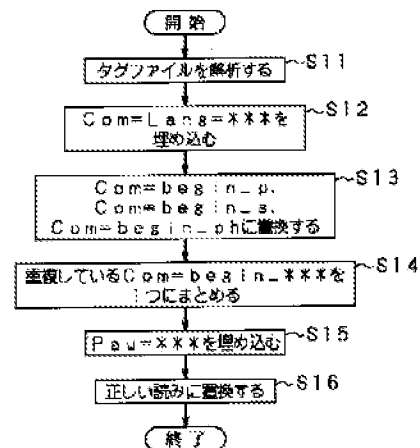 開始
タグファイルを解析する
S11
Com=Lang=***を
埋め込む
S12
Com=begin_p、
Com=begin_s、
Com=begin_phに置換する
S13
重複しているCom=begin_***を
1つにまとめる
S14
Pau=***を埋め込む
S15
正しい読みに置換する
S16
終了